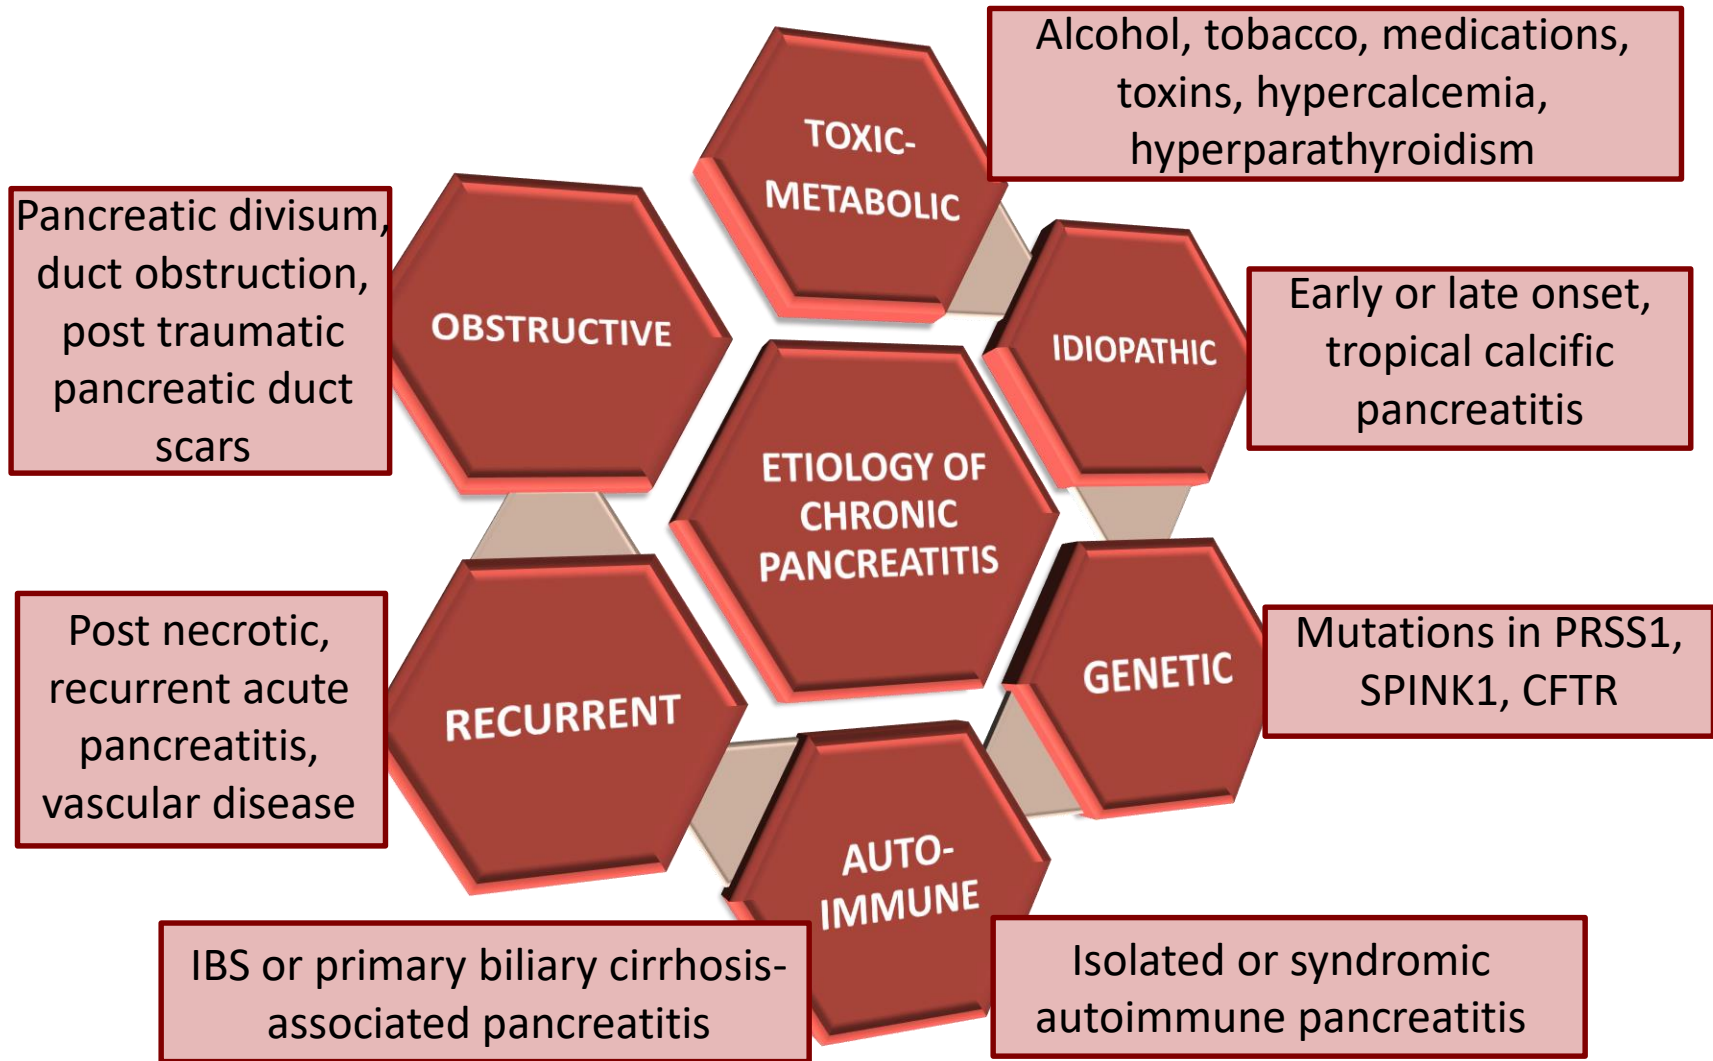 Alcohol, tobacco, medications,
toxins, hypercalcemia,
hyperparathyroidism
TOXIC-
METABOLIC
Pancreatic divisum,
duct obstruction,
post traumatic
pancreatic duct
scars
OBSTRUCTIVE
IDIOPATHIC
Early or late onset,
tropical calcific
pancreatitis
ETIOLOGY OF
CHRONIC
PANCREATITIS
Post necrotic,
recurrent acute
pancreatitis,
vascular disease
RECURRENT
GENETIC
Mutations in PRSS1,
SPINK1, CFTR
AUTO-
IMMUNE
IBS or primary biliary cirrhosis-
associated pancreatitis
Isolated or syndromic
autoimmune pancreatitis